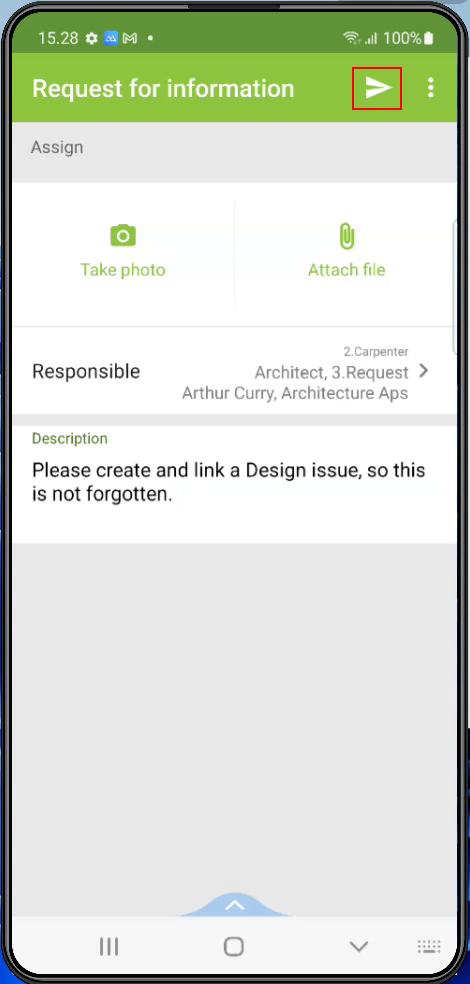 15.28 100%
Request for information
Assign
Take photo
Attach file
2.Carpenter
Responsible
Architect, 3.Request
Arthur Curry, Architecture Aps
Description
Please create and link a Design issue, so this
is not forgotten.